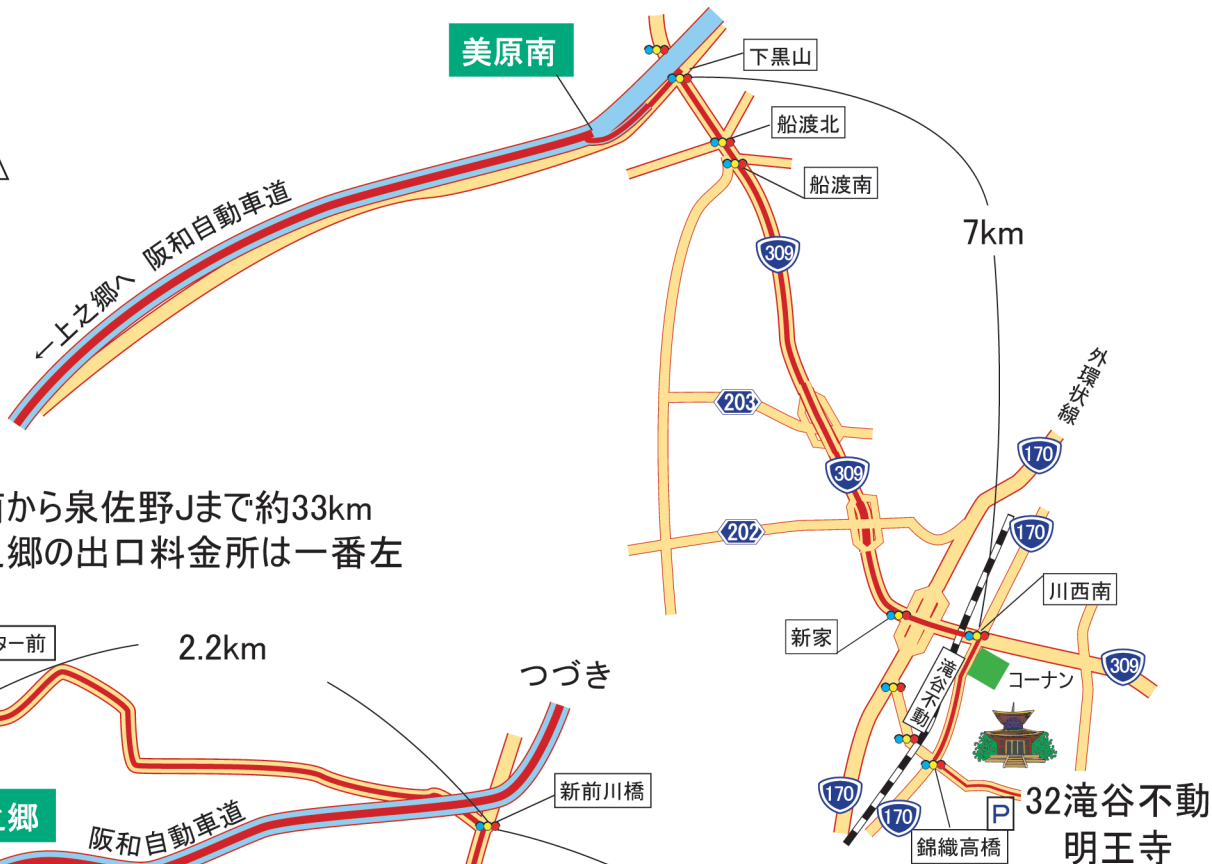 美原南
下黒山
船渡北
船渡南
7km
309
←上之郷へ 阪和自動車道
外環状線
203
170
309
から泉佐野Jまで約33km
郷の出口料金所は一番左
202
170
川西南
新家
ター前
2.2km
つづき
滝谷不動
コーナン
309
新前川橋
170
170
P
32滝谷不動
明王寺
錦織高橋
郷
阪和自動車道